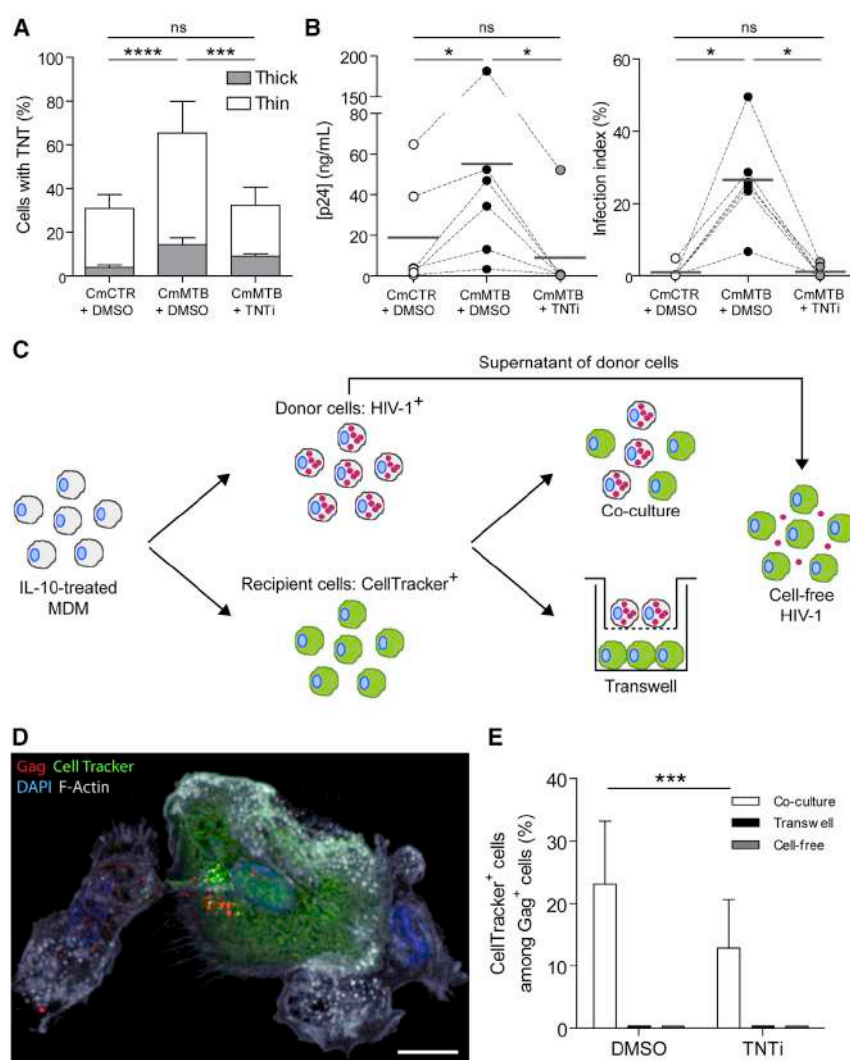 A
ns
**** ***
Thick
Thin
Cells with TNT (%)
100
80
60
40
20
0
CmCTR + DMSO
CmMTB + DMSO
CmMTB + TNTi
B
ns
* *
[p24] (ng/mL)
200
150
80
60
40
20
0
CmCTR + DMSO
CmMTB + DMSO
CmMTB + TNTi
ns
* *
Infection index (%)
60
40
20
0
CmCTR + DMSO
CmMTB + DMSO
CmMTB + TNTi
C
Supernatant of donor cells
Donor cells: HIV-1+
Co-culture
IL-10-treated
MDM
Recipient cells: CellTracker+
Cell-free
HIV-1
Transwell
D
Gag Cell Tracker
DAPI F-Actin
E
***
Co-culture
Transwell
Cell-free
CellTracker+ cells
among Gag+ cells (%)
40
30
20
10
0
DMSO TNTi